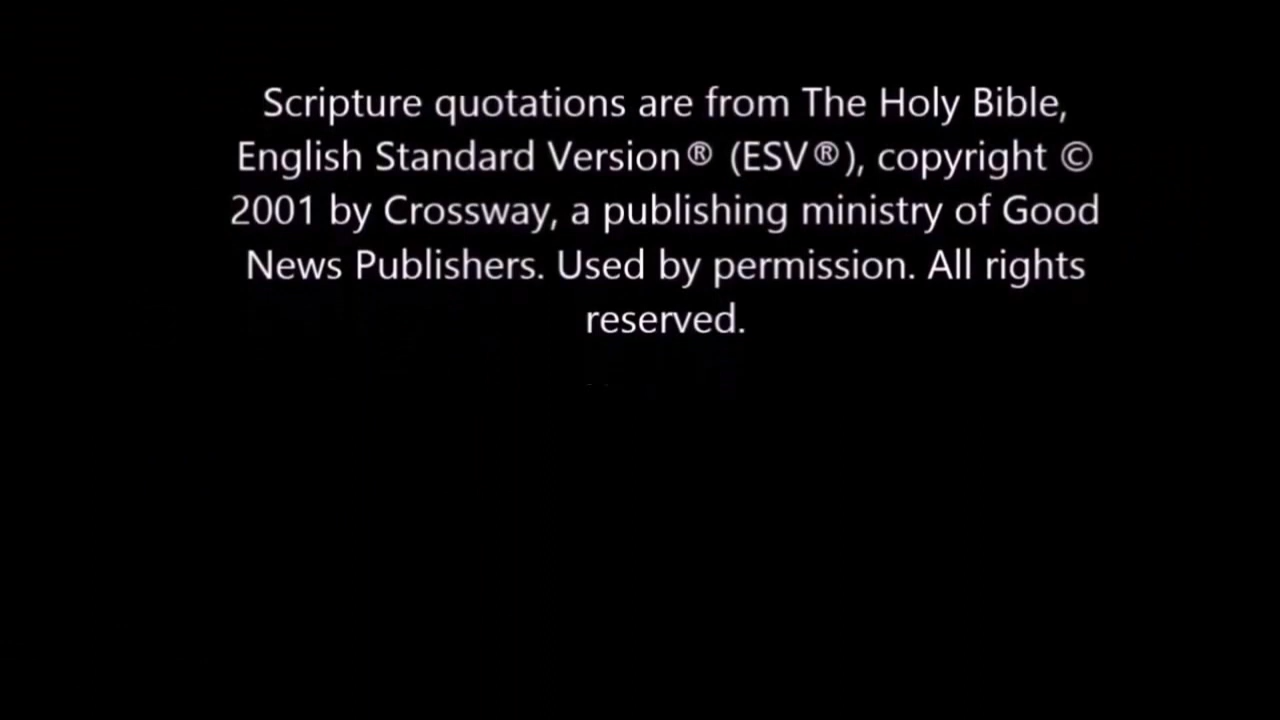 Scripture quotations are from The Holy Bible,
English Standard Version® (ESV®), copyright ©
2001 by Crossway, a publishing ministry of Good
News Publishers. Used by permission. All rights
reserved.